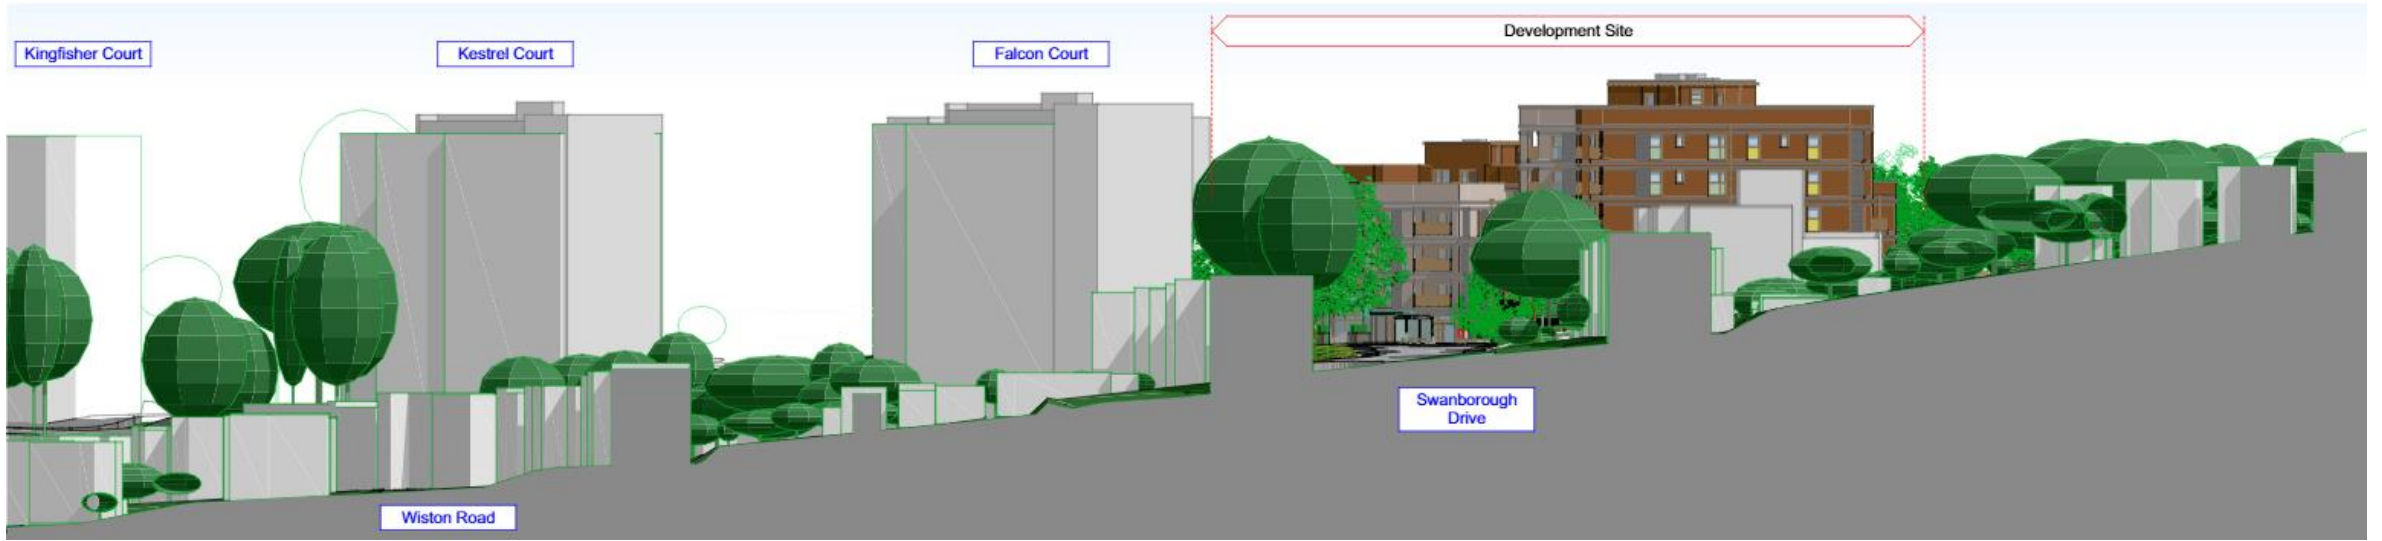 Development Site
Kingfisher Court
Kestrel Court
Falcon Court
Swanborough
Drive
Wiston Road